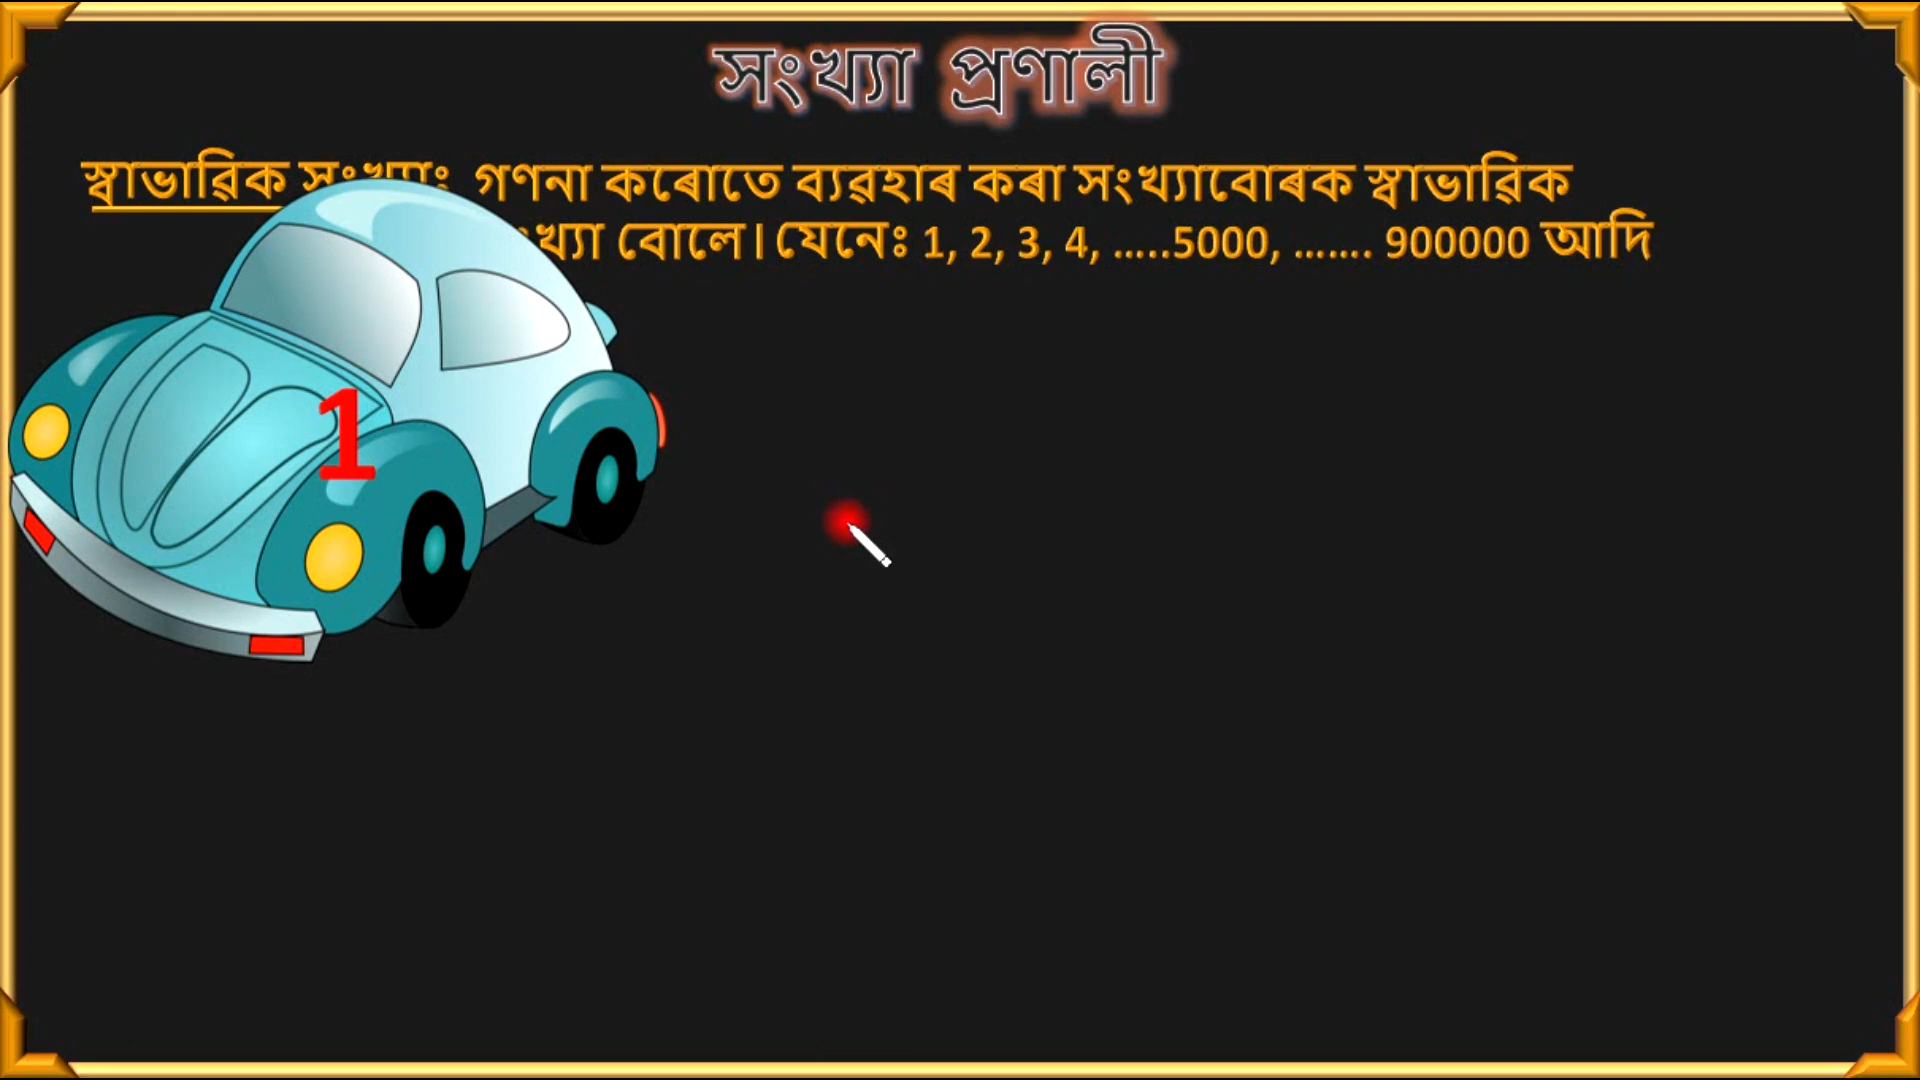 সংখ্যা প্ৰণালী
স্বাভাৱিক সংখ্যাঃ গণনা কৰোতে ব্যৱহাৰ কৰা সংখ্যাবোৰক স্বাভাৱিক
বোলে। যেনেঃ 1, 2, 3, 4, …..5000, ……. 900000 আদি
1